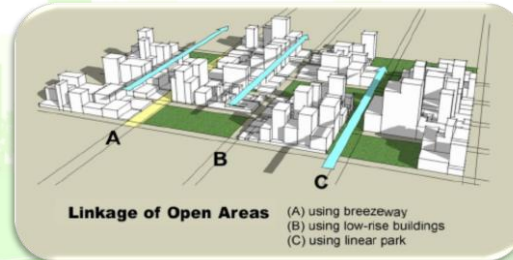 A
B
C
Linkage of Open Areas
(A) using breezeway
(B) using low-rise buildings
(C) using linear park